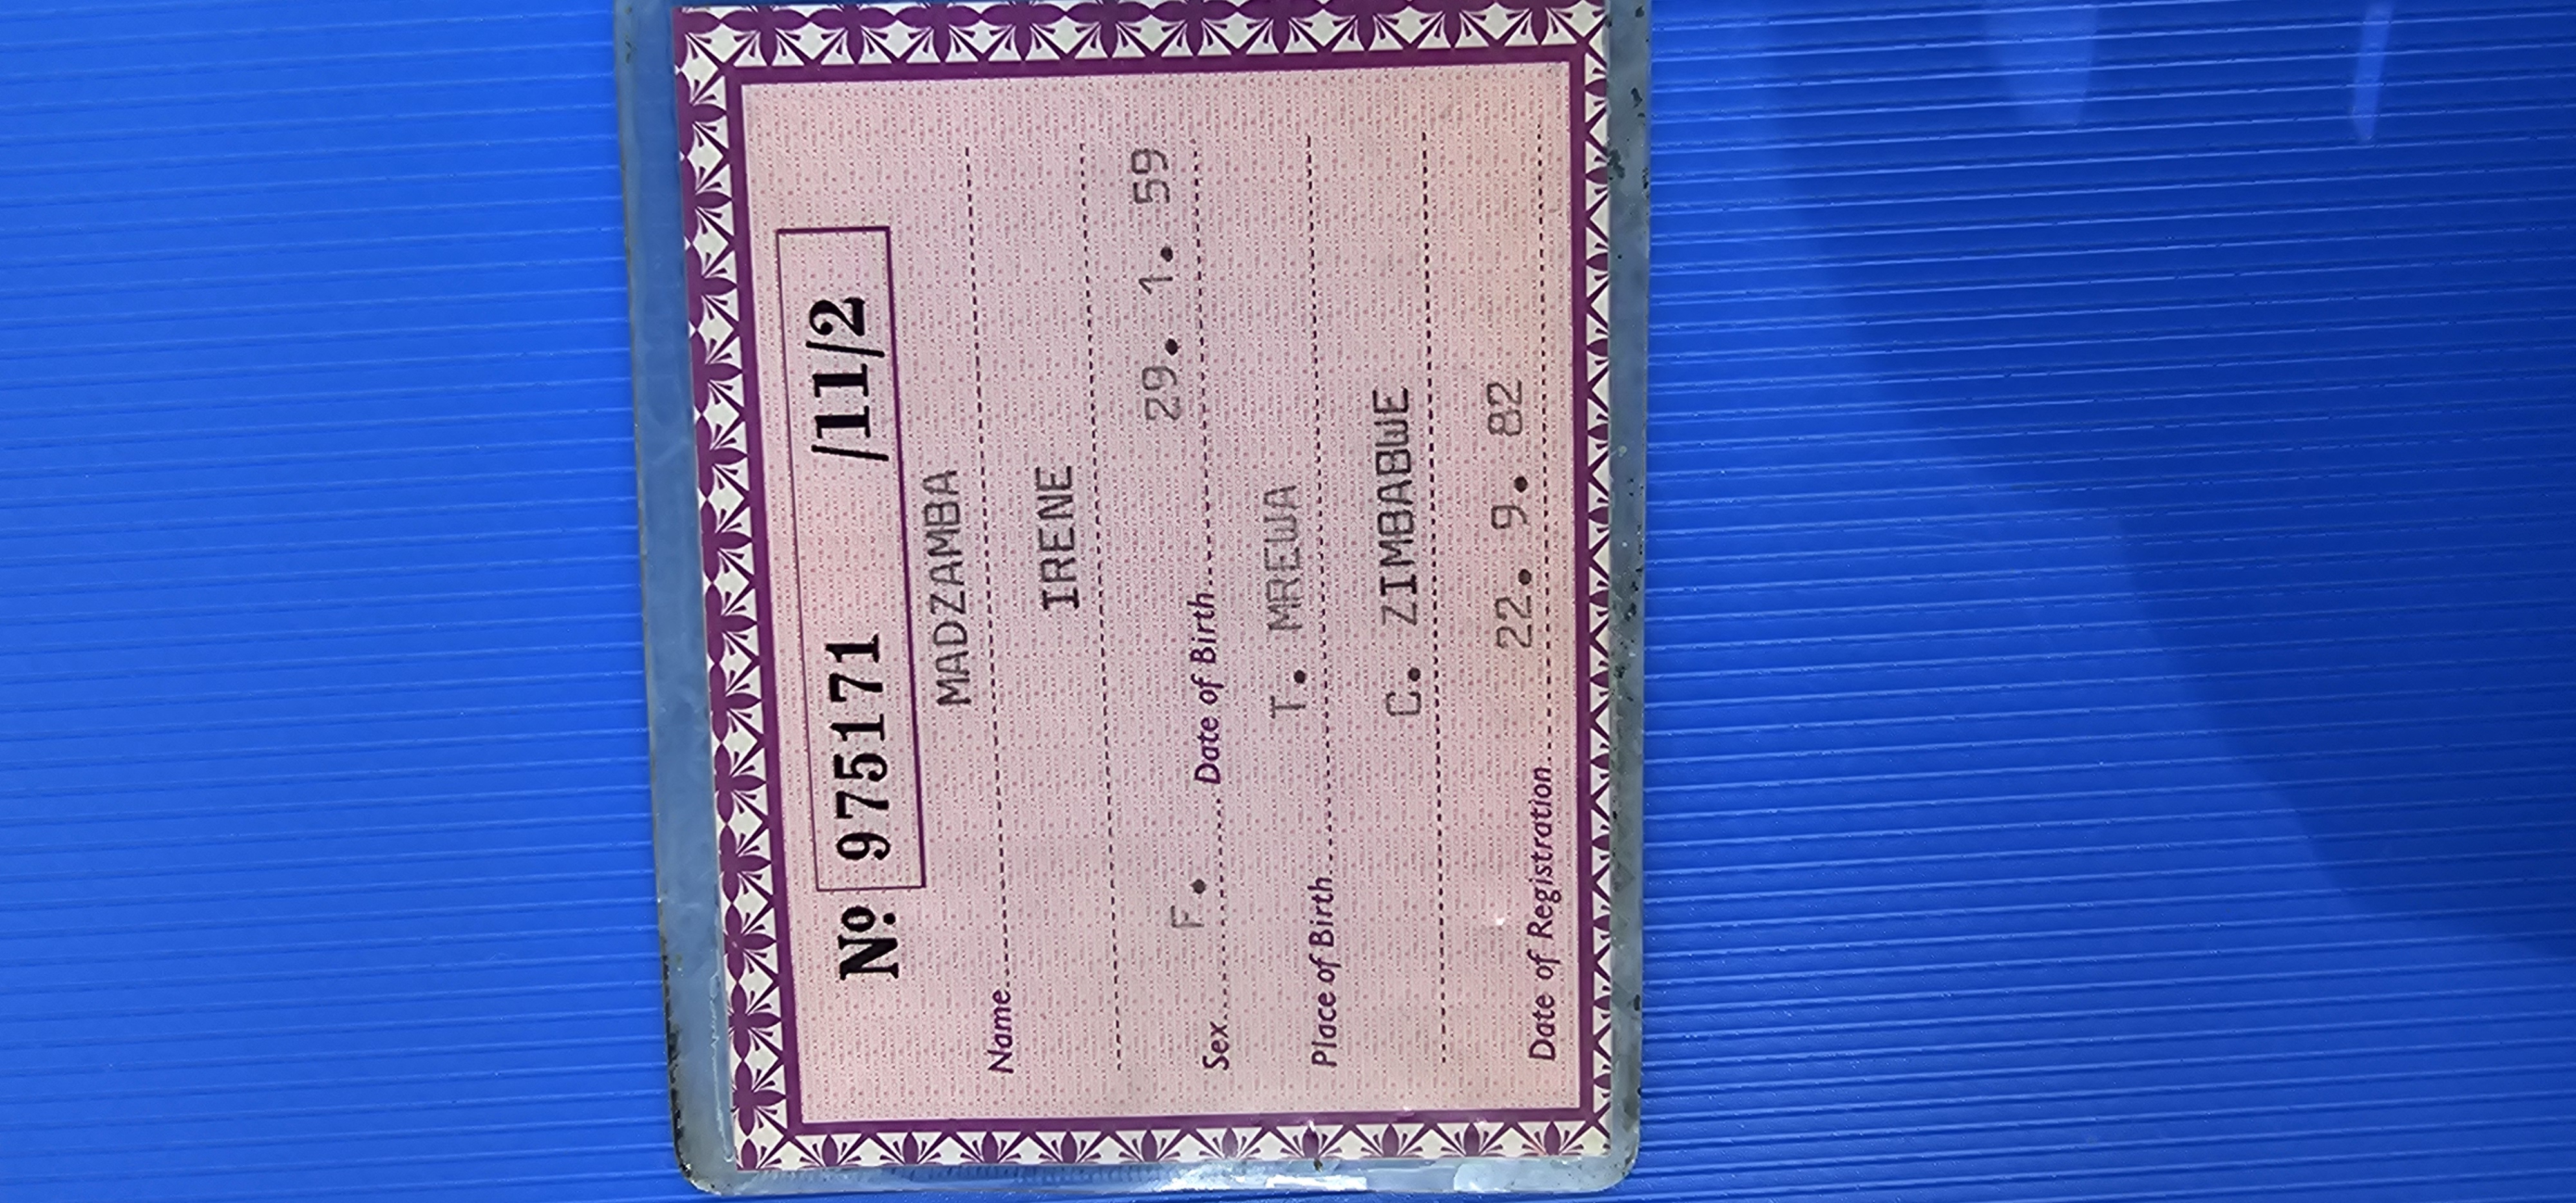 Nº 975171 /11/2
MADZAMBA
Name
IRENE
F. 29. 1. 59
Sex Date of Birth
T. MREWA
Place of Birth
C. ZIMBABWE
22. 9. 82
Date of Registration